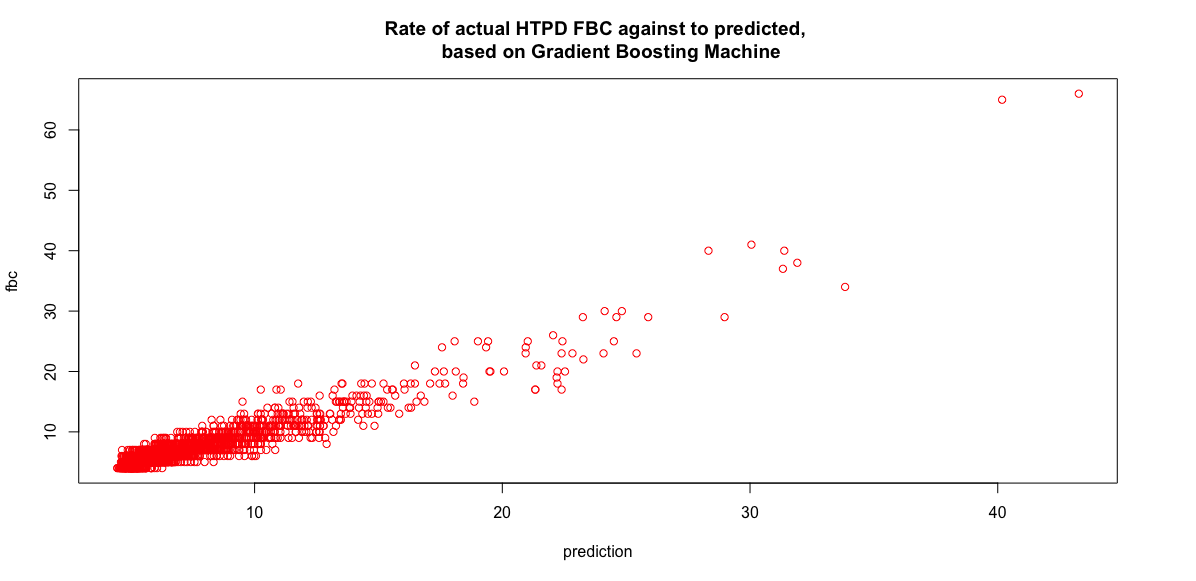 Rate of actual HTPD FBC against to predicted,
based on Gradient Boosting Machine
fbc
60
50
40
30
20
10
10 20 30 40
prediction